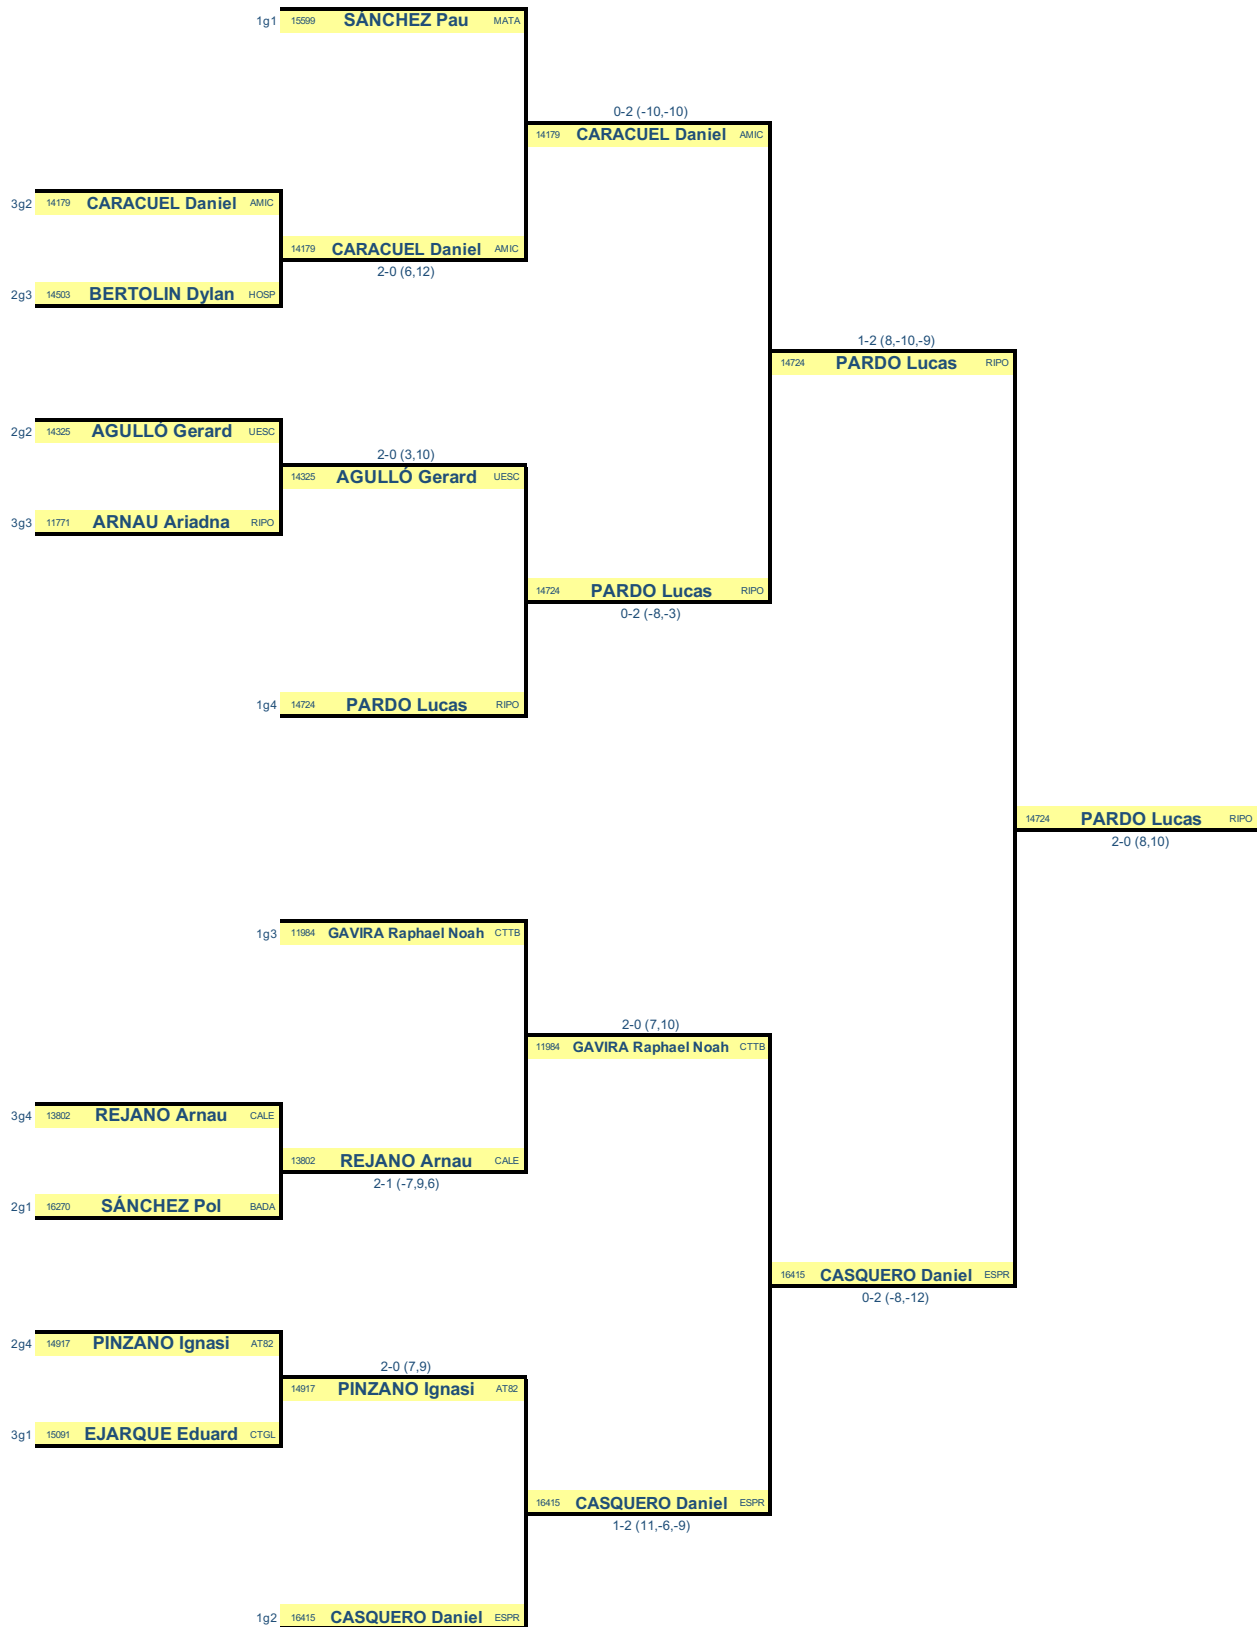 1g1 15599 SÁNCHEZ Pau MATA
0-2 (-10,-10)
14179 CARACUEL Daniel AMIC
3g2 14179 CARACUEL Daniel AMIC
14179 CARACUEL Daniel AMIC
2-0 (6,12)
2g3 14503 BERTOLIN Dylan HOSP
1-2 (8,-10,-9)
14724 PARDO Lucas RIPO
2g2 14325 AGULLÓ Gerard UESC
2-0 (3,10)
14325 AGULLÓ Gerard UESC
3g3 11771 ARNAU Ariadna RIPO
14724 PARDO Lucas RIPO
0-2 (-8,-3)
1g4 14724 PARDO Lucas RIPO
14724 PARDO Lucas RIPO
2-0 (8,10)
1g3 11984 GAVIRA Raphael Noah CTTB
2-0 (7,10)
11984 GAVIRA Raphael Noah CTTB
3g4 13802 REJANO Arnau CALE
13802 REJANO Arnau CALE
2-1 (-7,9,6)
2g1 16270 SÁNCHEZ Pol BADA
16415 CASQUERO Daniel ESPR
0-2 (-8,-12)
2g4 14917 PINZANO Ignasi AT82
2-0 (7,9)
14917 PINZANO Ignasi AT82
3g1 15091 EJARQUE Eduard CTGL
16415 CASQUERO Daniel ESPR
1-2 (11,-6,-9)
1g2 16415 CASQUERO Daniel ESPR